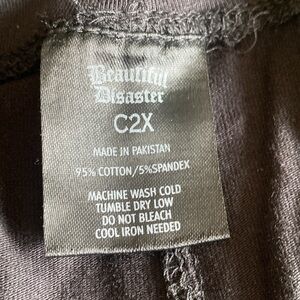 Beautiful
Disaster
C2X
MADE IN PAKISTAN
95% COTTON/5%SPANDEX
MACHINE WASH COLD
TUMBLE DRY LOW
DO NOT BLEACH
COOL IRON NEEDED